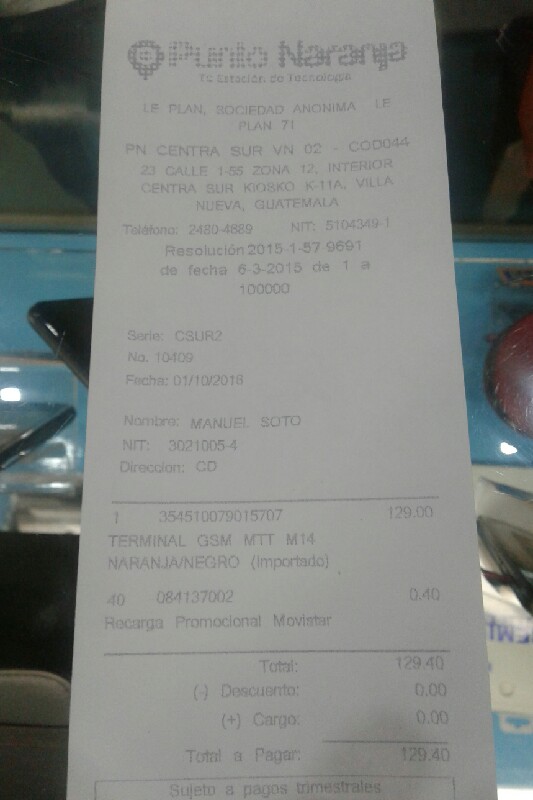 Punto Naranja
Tu Estación de Tecnología
LE PLAN, SOCIEDAD ANONIMA LE
PLAN 71
PN CENTRA SUR VN 02 - COD044
23 CALLE 1-55 ZONA 12, INTERIOR
CENTRA SUR KIOSKO K-11A, VILLA
NUEVA, GUATEMALA
Teléfono: 2480-4889 NIT: 5104349-1
Resolución 2015-1-57-9691
de fecha 6-3-2015 de 1 a
100000
Serie: CSUR2
No. 10409
Fecha: 01/10/2016
Nombre: MANUEL SOTO
NIT: 3021005-4
Direccion: CD
1 354510079015707 129.00
TERMINAL GSM MTT M14
NARANJA/NEGRO (Importado)
40 084137002 0.40
Recarga Promocional Movistar
Total: 129.40
(-) Descuento: 0.00
(+) Cargo: 0.00
Total a Pagar: 129.40
Sujeto a pagos trimestrales